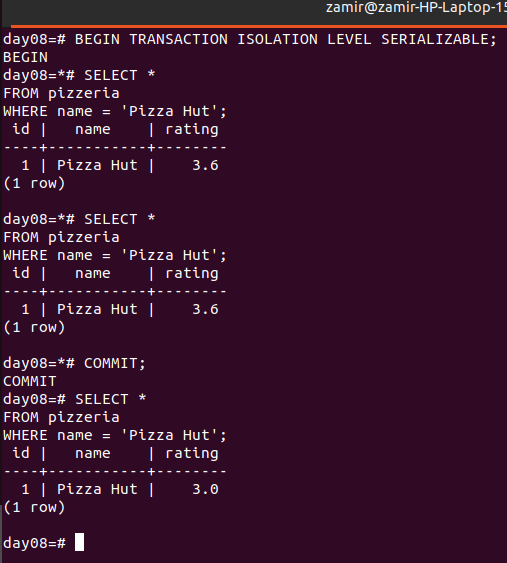 zamir@zamir-HP-Laptop-15
day08=# BEGIN TRANSACTION ISOLATION LEVEL SERIALIZABLE;
BEGIN
day08=*# SELECT *
FROM pizzeria
WHERE name = 'Pizza Hut';
 id |   name    | rating
----+-----------+--------
  1 | Pizza Hut |    3.6
(1 row)

day08=*# SELECT *
FROM pizzeria
WHERE name = 'Pizza Hut';
 id |   name    | rating
----+-----------+--------
  1 | Pizza Hut |    3.6
(1 row)

day08=*# COMMIT;
COMMIT
day08=# SELECT *
FROM pizzeria
WHERE name = 'Pizza Hut';
 id |   name    | rating
----+-----------+--------
  1 | Pizza Hut |    3.0
(1 row)

day08=#